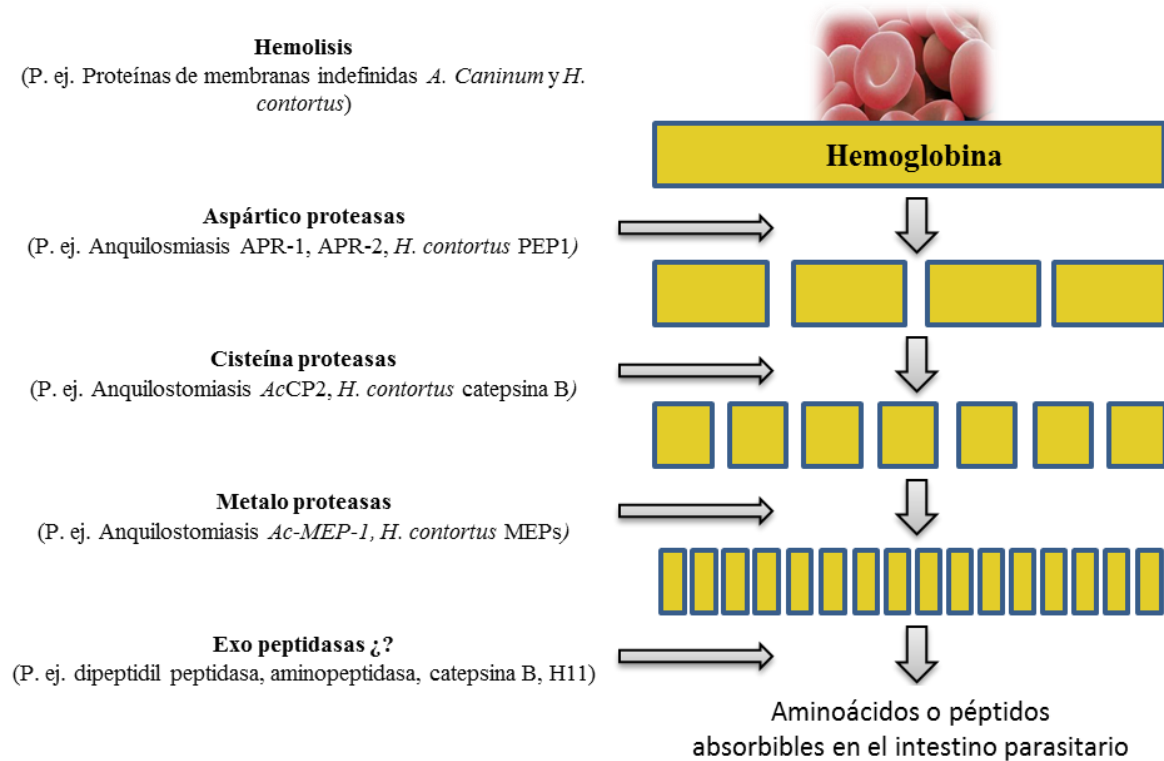 Hemolisis
(P. ej. Proteínas de membranas indefinidas A. Caninum y H.
contortus)
Hemoglobina
Aspártico proteasas
(P. ej. Anquilosmiasis APR-1, APR-2, H. contortus PEP1)
Cisteína proteasas
(P. ej. Anquilostomiasis AcCP2, H. contortus catepsina B)
Metalo proteasas
(P. ej. Anquilostomiasis Ac-MEP-1, H. contortus MEPs)
Exo peptidasas ¿?
(P. ej. dipeptidil peptidasa, aminopeptidasa, catepsina B, H11)
Aminoácidos o péptidos
absorbibles en el intestino parasitario